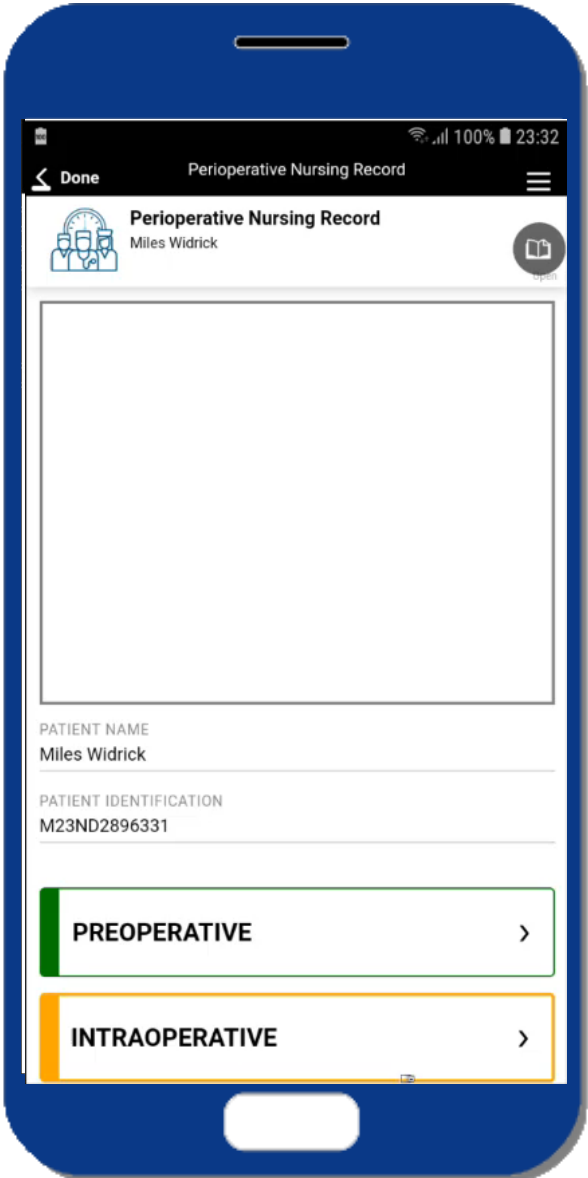 100% 23:32
Done
Perioperative Nursing Record
Perioperative Nursing Record
Miles Widrick
Open
PATIENT NAME
Miles Widrick
PATIENT IDENTIFICATION
M23ND2896331
PREOPERATIVE
INTRAOPERATIVE